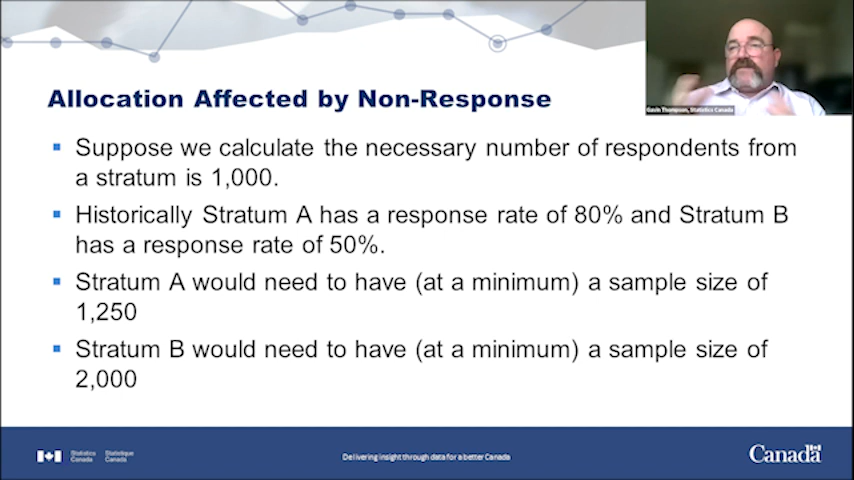 Gavin Thompson, Statistics Canada
Allocation Affected by Non-Response
Suppose we calculate the necessary number of respondents from
a stratum is 1,000.
Historically Stratum A has a response rate of 80% and Stratum B
has a response rate of 50%.
Stratum A would need to have (at a minimum) a sample size of
1,250
Stratum B would need to have (at a minimum) a sample size of
2,000
Statistics Statistique
Canada Canada
Delivering insight through data for a better Canada
Canada